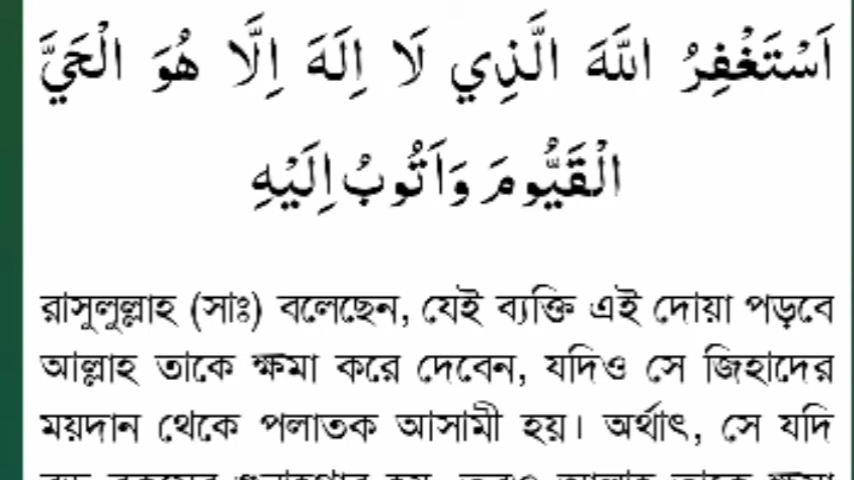 اَسْتَغْفِرُ اللَّهَ الَّذِي لَا اِلَهَ اِلَّا هُوَ الْحَيَّ
الْقَيُّومَ وَاَتُوبُ اِلَيْهِ
রাসুলুল্লাহ (সাঃ) বলেছেন, যেই ব্যক্তি এই দোয়া পড়বে
আল্লাহ তাকে ক্ষমা করে দেবেন, যদিও সে জিহাদের
ময়দান থেকে পলাতক আসামী হয়। অর্থাৎ, সে যদি